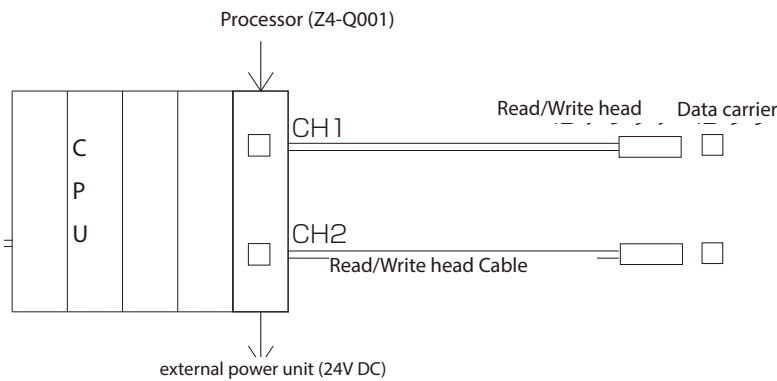 Processor (Z4-Q001)
Read/Write head Data carrier
CH1
C
P
U
CH2
Read/Write head Cable
external power unit (24V DC)